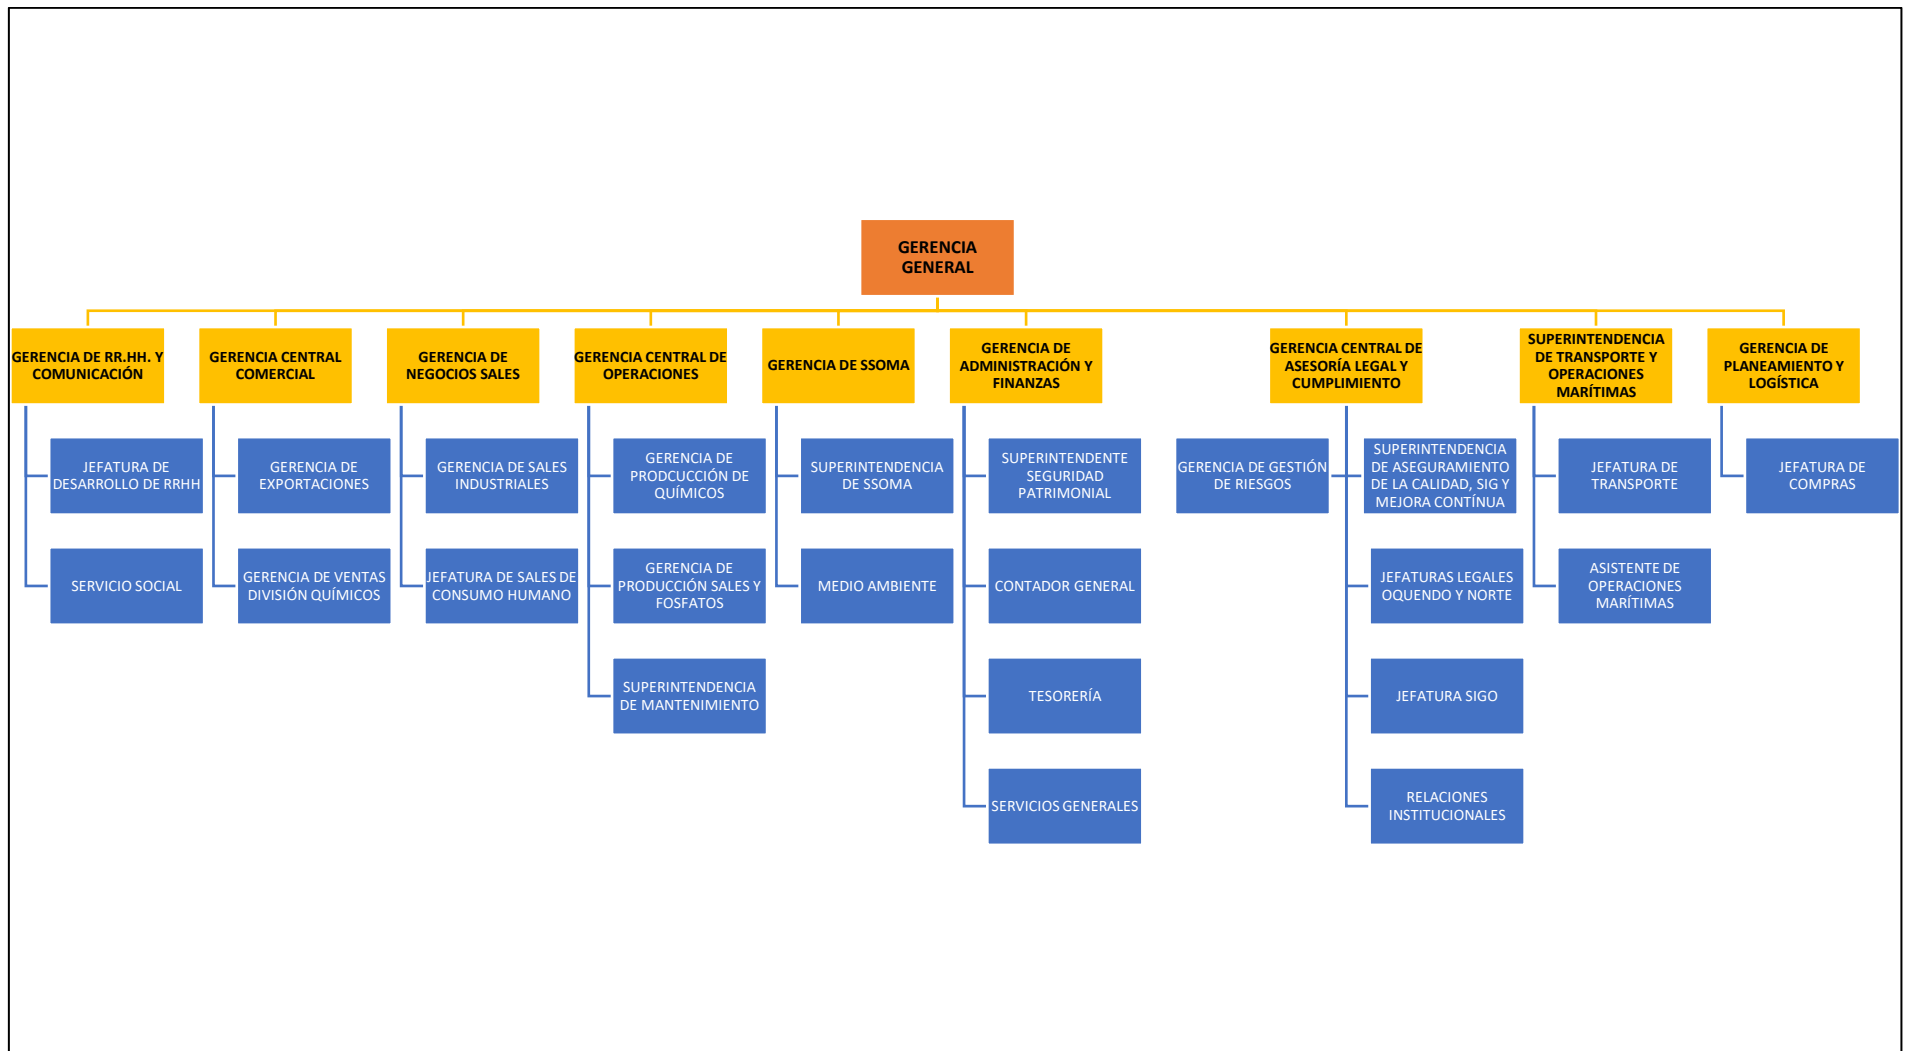 GERENCIA
GENERAL
GERENCIA DE RR.HH. Y
COMUNICACIÓN
GERENCIA CENTRAL
COMERCIAL
GERENCIA DE
NEGOCIOS SALES
GERENCIA CENTRAL DE
OPERACIONES
GERENCIA DE SSOMA
GERENCIA DE
ADMINISTRACIÓN Y
FINANZAS
GERENCIA CENTRAL DE
ASESORÍA LEGAL Y
CUMPLIMIENTO
SUPERINTENDENCIA
DE TRANSPORTE Y
OPERACIONES
MARÍTIMAS
GERENCIA DE
PLANEAMIENTO Y
LOGÍSTICA
JEFATURA DE
DESARROLLO DE RRHH
GERENCIA DE
EXPORTACIONES
GERENCIA DE SALES
INDUSTRIALES
GERENCIA DE
PRODCUCCIÓN DE
QUÍMICOS
SUPERINTENDENCIA
DE SSOMA
SUPERINTENDENTE
SEGURIDAD
PATRIMONIAL
GERENCIA DE GESTIÓN
DE RIESGOS
SUPERINTENDENCIA
DE ASEGURAMIENTO
DE LA CALIDAD, SIG Y
MEJORA CONTÍNUA
JEFATURA DE
TRANSPORTE
JEFATURA DE
COMPRAS
SERVICIO SOCIAL
GERENCIA DE VENTAS
DIVISIÓN QUÍMICOS
JEFATURA DE SALES DE
CONSUMO HUMANO
GERENCIA DE
PRODUCCIÓN SALES Y
FOSFATOS
MEDIO AMBIENTE
CONTADOR GENERAL
JEFATURAS LEGALES
OQUENDO Y NORTE
ASISTENTE DE
OPERACIONES
MARÍTIMAS
SUPERINTENDENCIA
DE MANTENIMIENTO
TESORERÍA
JEFATURA SIGO
SERVICIOS GENERALES
RELACIONES
INSTITUCIONALES